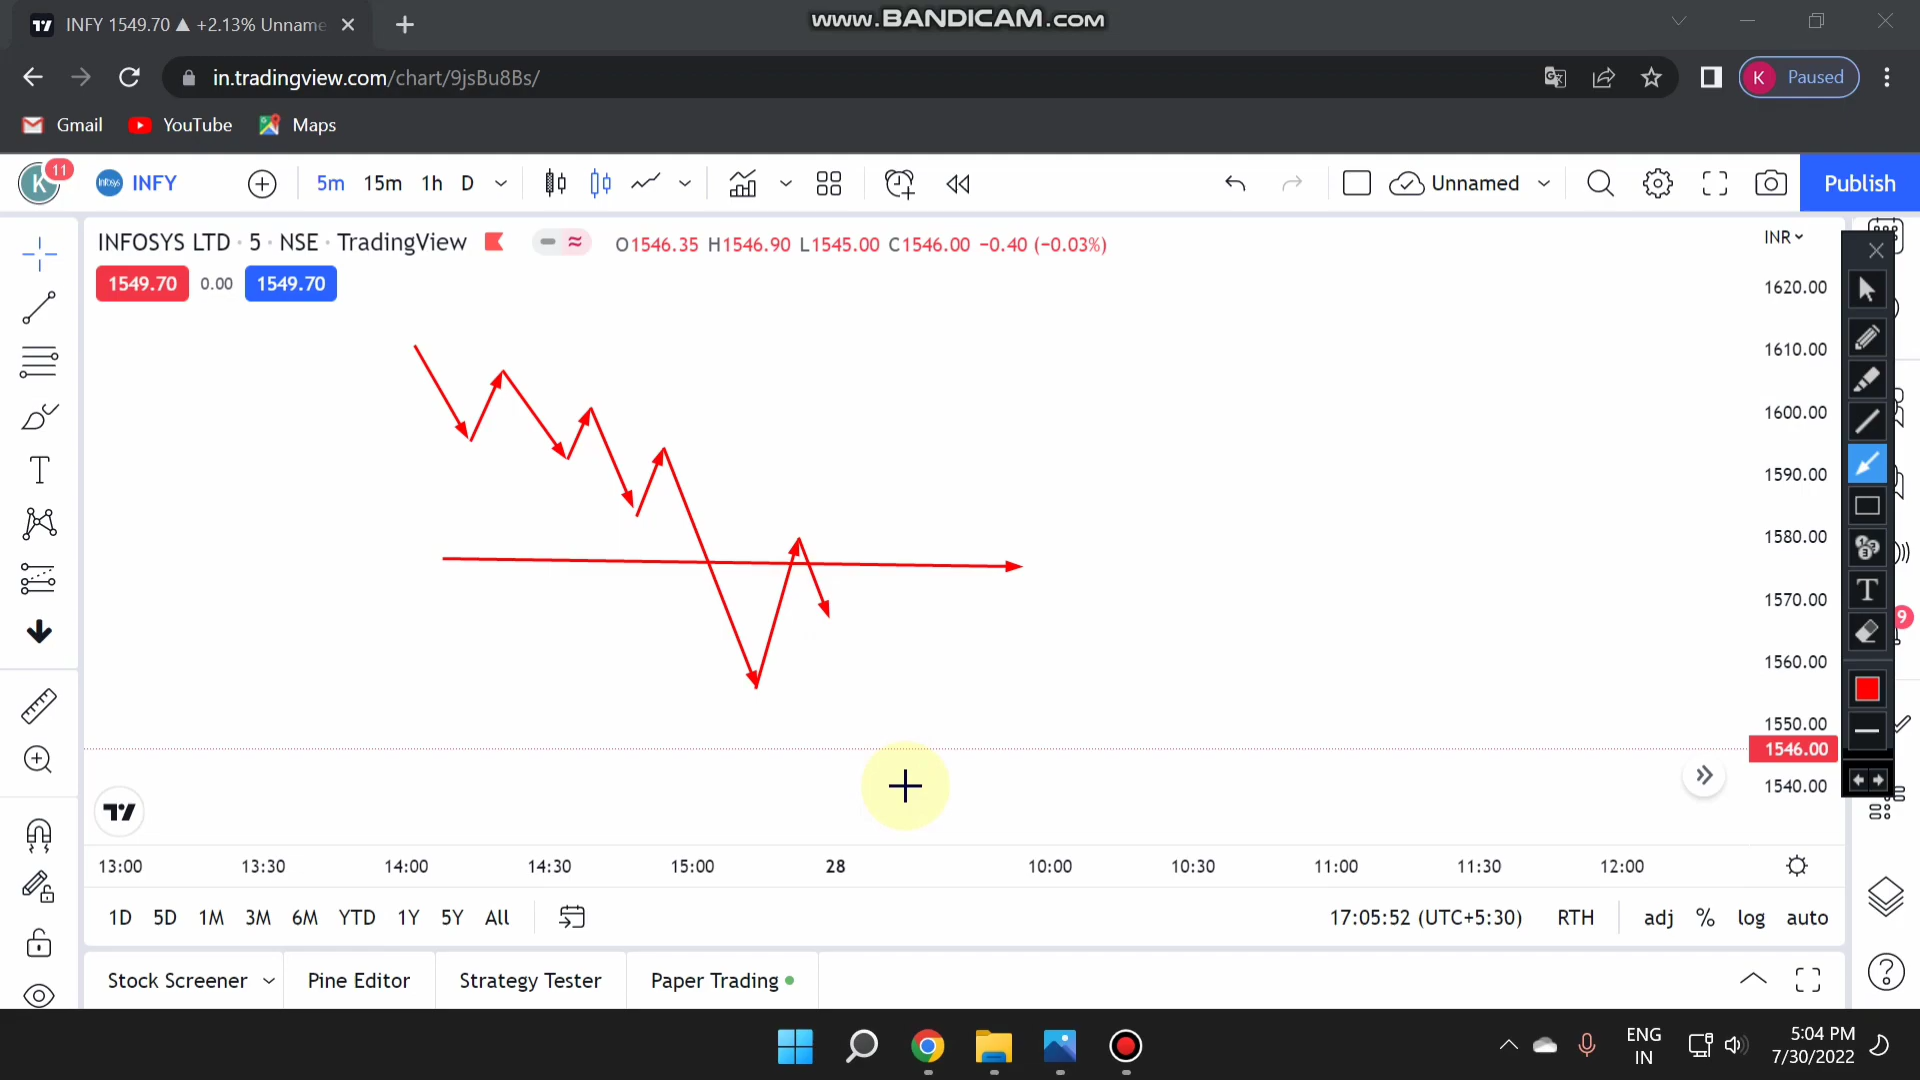 INFY 1549.70 ▲ +2.13% Unname
www.BANDICAM.com
in.tradingview.com/chart/9jsBu8Bs/
K Paused
Gmail YouTube Maps
K 11 Infosys INFY 5m 15m 1h D Unnamed Publish
INFOSYS LTD · 5 · NSE · TradingView O1546.35 H1546.90 L1545.00 C1546.00 −0.40 (−0.03%)
INR
1549.70 0.00 1549.70
1620.00
1610.00
1600.00
1590.00
1580.00
1570.00
1560.00
1550.00
1546.00
1540.00
T
T
9
13:00 13:30 14:00 14:30 15:00 28 10:00 10:30 11:00 11:30 12:00
1D 5D 1M 3M 6M YTD 1Y 5Y All 17:05:52 (UTC+5:30) RTH adj % log auto
Stock Screener Pine Editor Strategy Tester Paper Trading
ENG
IN
5:04 PM
7/30/2022